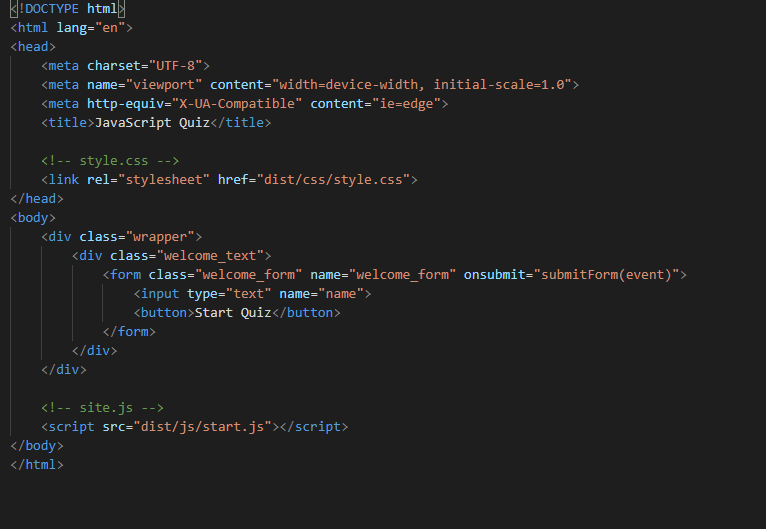 <!DOCTYPE html>
<html lang="en">
<head>
    <meta charset="UTF-8">
    <meta name="viewport" content="width=device-width, initial-scale=1.0">
    <meta http-equiv="X-UA-Compatible" content="ie=edge">
    <title>JavaScript Quiz</title>

    <!-- style.css -->
    <link rel="stylesheet" href="dist/css/style.css">
</head>
<body>
    <div class="wrapper">
        <div class="welcome_text">
            <form class="welcome_form" name="welcome_form" onsubmit="submitForm(event)">
                <input type="text" name="name">
                <button>Start Quiz</button>
            </form>
        </div>
    </div>

    <!-- site.js -->
    <script src="dist/js/start.js"></script>
</body>
</html>